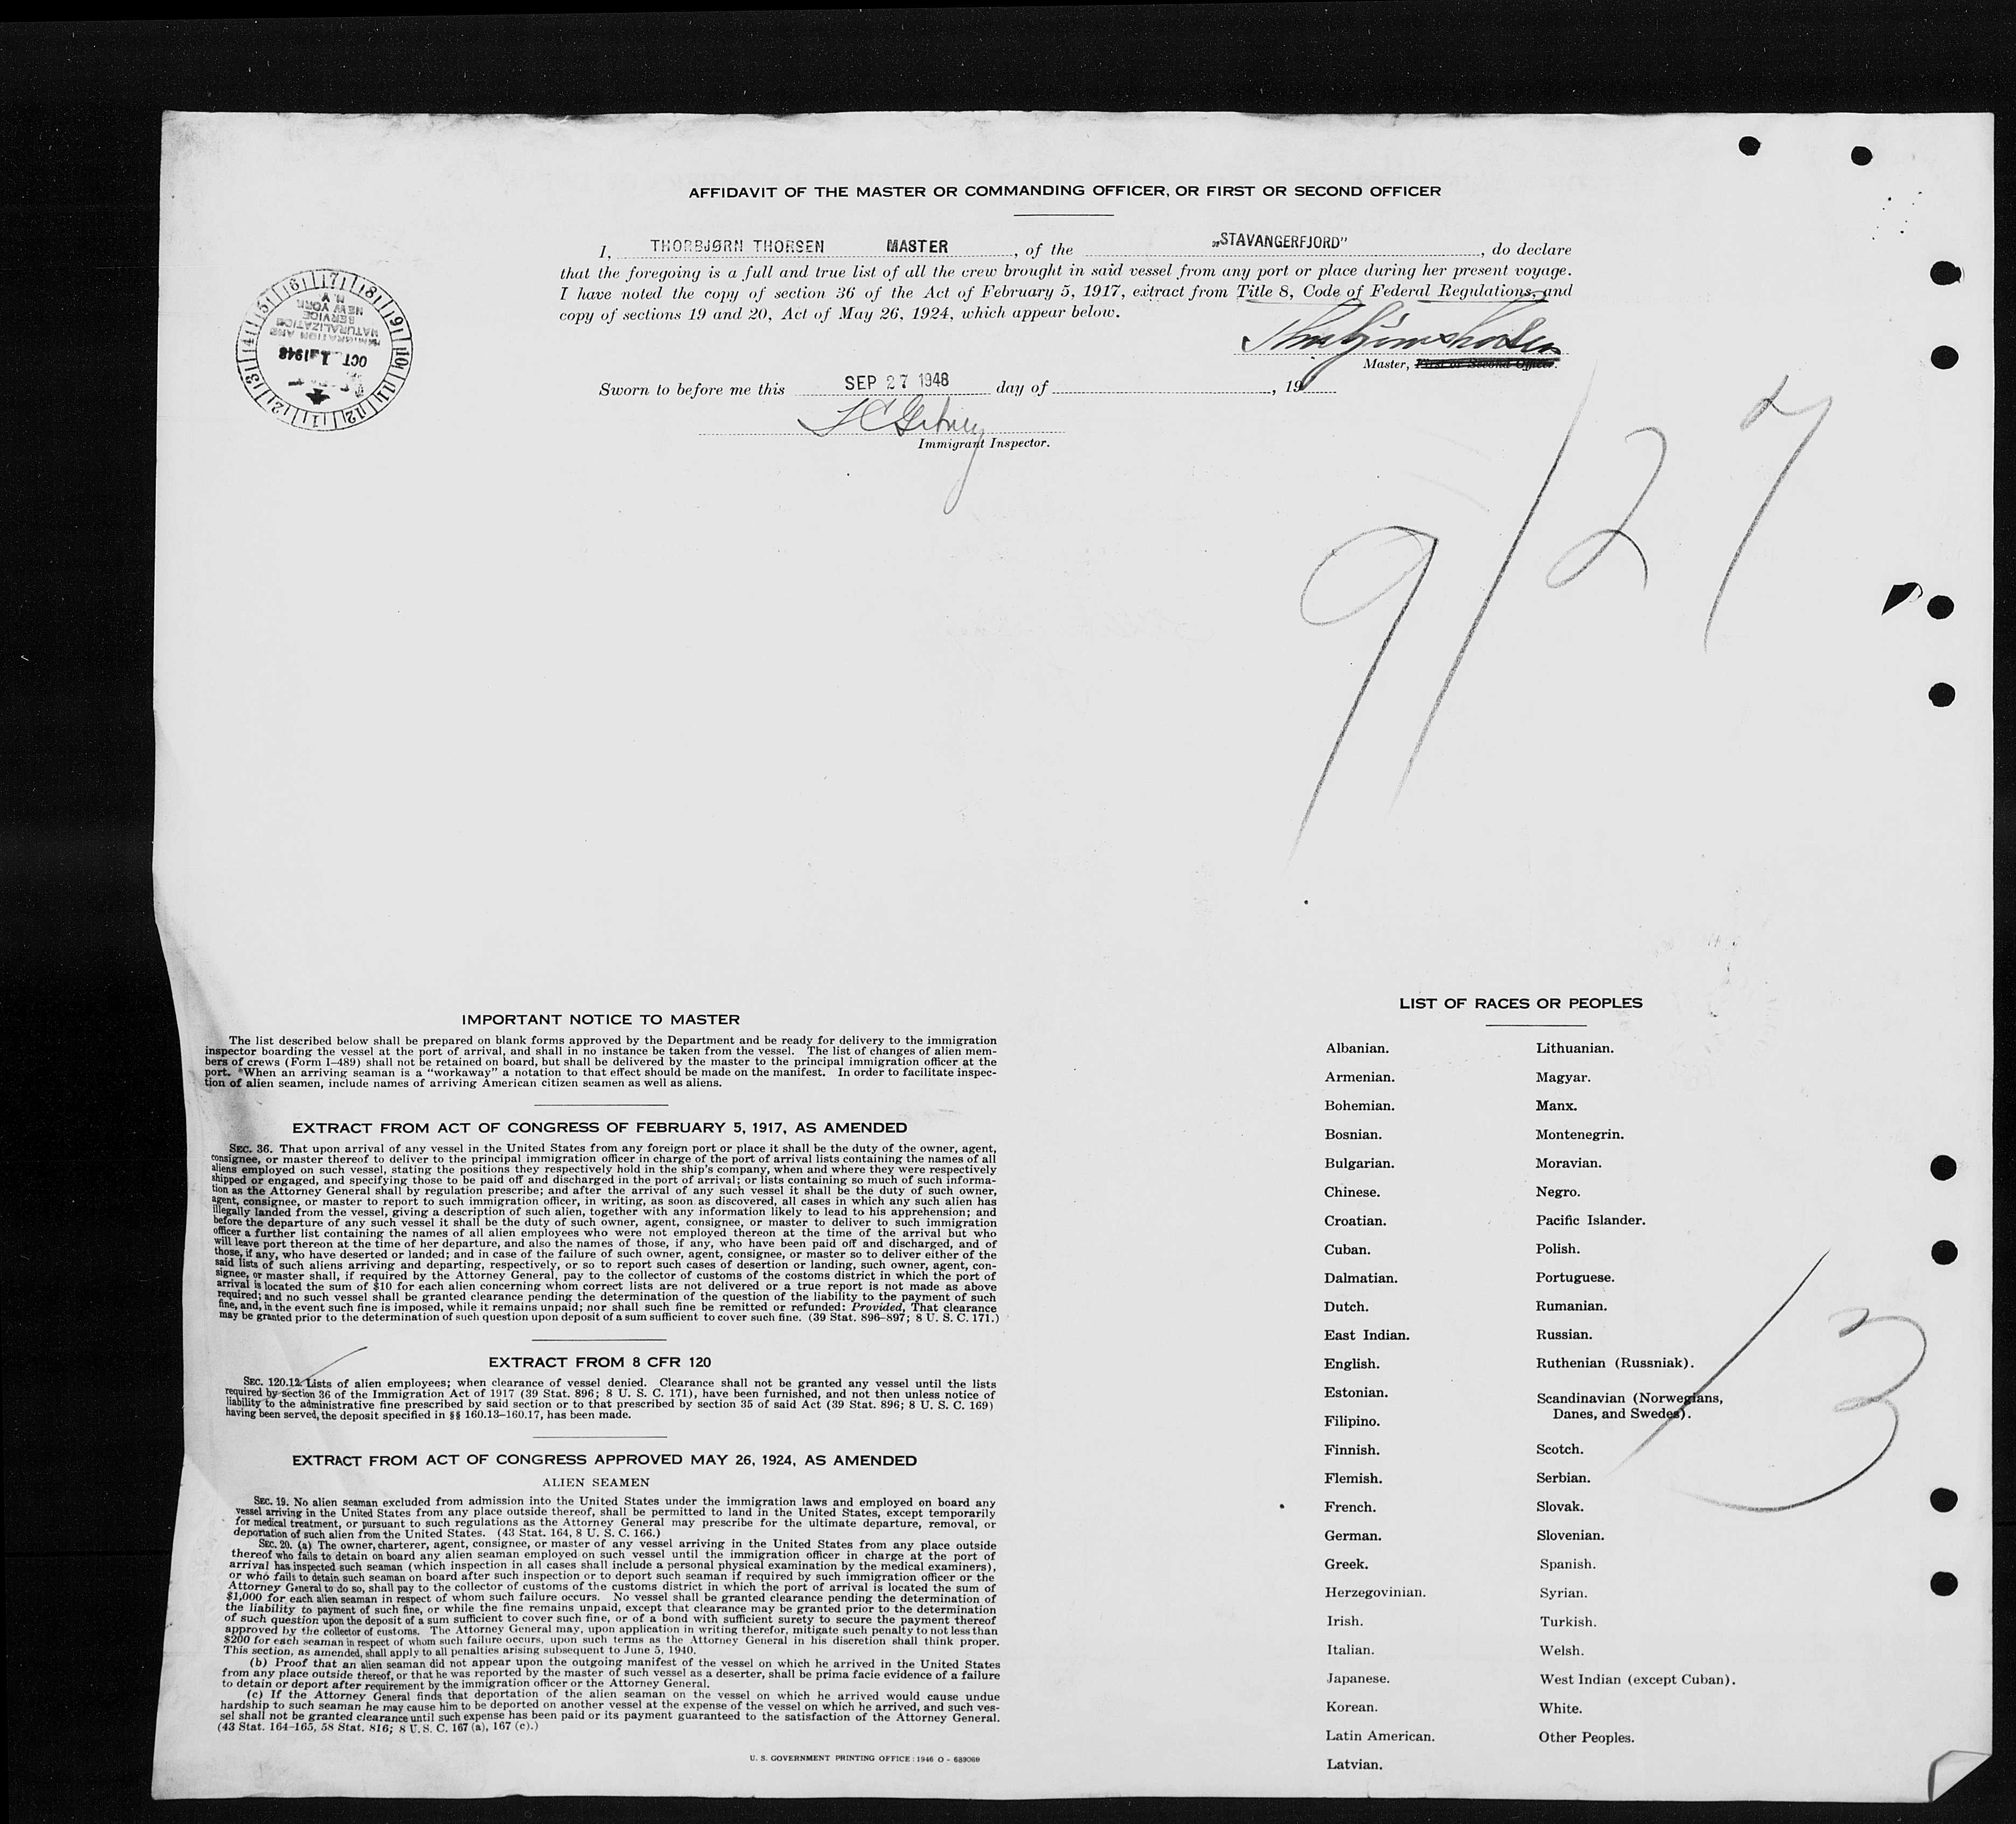 AFFIDAVIT OF THE MASTER OR COMMANDING OFFICER, OR FIRST OR SECOND OFFICER
I, THORBJØRN THORSEN MASTER, of the „STAVANGERFJORD”, do declare
that the foregoing is a full and true list of all the crew brought in said vessel from any port or place during her present voyage.
I have noted the copy of section 36 of the Act of February 5, 1917, extract from Title 8, Code of Federal Regulations, and
copy of sections 19 and 20, Act of May 26, 1924, which appear below.
Thorbjørn Thorsen
Master, First or Second Officer.
Sworn to before me this SEP 27 1948 day of , 19
Immigrant Inspector.
1 2 3 4 5 6 7 8 9 10 11 12
IMMIGRATION AND
NATURALIZATION
SERVICE
NEW YORK
N.Y.
OCT 1 1948
9/27
IMPORTANT NOTICE TO MASTER
The list described below shall be prepared on blank forms approved by the Department and be ready for delivery to the immigration
inspector boarding the vessel at the port of arrival, and shall in no instance be taken from the vessel. The list of changes of alien mem-
bers of crews (Form I–489) shall not be retained on board, but shall be delivered by the master to the principal immigration officer at the
port. *When an arriving seaman is a “workaway” a notation to that effect should be made on the manifest. In order to facilitate inspec-
tion of alien seamen, include names of arriving American citizen seamen as well as aliens.
EXTRACT FROM ACT OF CONGRESS OF FEBRUARY 5, 1917, AS AMENDED
SEC. 36. That upon arrival of any vessel in the United States from any foreign port or place it shall be the duty of the owner, agent,
consignee, or master thereof to deliver to the principal immigration officer in charge of the port of arrival lists containing the names of all
aliens employed on such vessel, stating the positions they respectively hold in the ship's company, when and where they were respectively
shipped or engaged, and specifying those to be paid off and discharged in the port of arrival; or lists containing so much of such informa-
tion as the Attorney General shall by regulation prescribe; and after the arrival of any such vessel it shall be the duty of such owner,
agent, consignee, or master to report to such immigration officer, in writing, as soon as discovered, all cases in which any such alien has
illegally landed from the vessel, giving a description of such alien, together with any information likely to lead to his apprehension; and
before the departure of any such vessel it shall be the duty of such owner, agent, consignee, or master to deliver to such immigration
officer a further list containing the names of all alien employees who were not employed thereon at the time of the arrival but who
will leave port thereon at the time of her departure, and also the names of those, if any, who have been paid off and discharged, and of
those, if any, who have deserted or landed; and in case of the failure of such owner, agent, consignee, or master so to deliver either of the
said lists of such aliens arriving and departing, respectively, or so to report such cases of desertion or landing, such owner, agent, con-
signee, or master shall, if required by the Attorney General, pay to the collector of customs of the costoms district in which the port of
arrival is located the sum of $10 for each alien concerning whom correct lists are not delivered or a true report is not made as above
required; and no such vessel shall be granted clearance pending the determination of the question of the liability to the payment of such
fine, and, in the event such fine is imposed, while it remains unpaid; nor shall such fine be remitted or refunded: Provided, That clearance
may be granted prior to the determination of such question upon deposit of a sum sufficient to cover such fine. (39 Stat. 896–897; 8 U. S. C. 171.)
EXTRACT FROM 8 CFR 120
SEC. 120.12. Lists of alien employees; when clearance of vessel denied. Clearance shall not be granted any vessel until the lists
required by section 36 of the Immigration Act of 1917 (39 Stat. 896; 8 U. S. C. 171), have been furnished, and not then unless notice of
liability to the administrative fine prescribed by said section or to that prescribed by section 35 of said Act (39 Stat. 896; 8 U. S. C. 169)
having been served, the deposit specified in §§ 160.13–160.17, has been made.
EXTRACT FROM ACT OF CONGRESS APPROVED MAY 26, 1924, AS AMENDED
ALIEN SEAMEN
SEC. 19. No alien seaman excluded from admission into the United States under the immigration laws and employed on board any
vessel arriving in the United States from any place outside thereof, shall be permitted to land in the United States, except temporarily
for medical treatment, or pursuant to such regulations as the Attorney General may prescribe for the ultimate departure, removal, or
deportation of such alien from the United States. (43 Stat. 164, 8 U. S. C. 166.)
SEC. 20. (a) The owner, charterer, agent, consignee, or master of any vessel arriving in the United States from any place outside
thereof who fails to detain on board any alien seaman employed on such vessel until the immigration officer in charge at the port of
arrival has inspected such seaman (which inspection in all cases shall include a personal physical examination by the medical examiners),
or who fails to detain such seaman on board after such inspection or to deport such seaman if required by such immigration officer or the
Attorney General to do so, shall pay to the collector of customs of the customs district in which the port of arrival is located the sum of
$1,000 for each alien seaman in respect of whom such failure occurs. No vessel shall be granted clearance pending the determination of
the liability to payment of such fine, or while the fine remains unpaid, except that clearance may be granted prior to the determination
of such question upon the deposit of a sum sufficient to cover such fine, or of a bond with sufficient surety to secure the payment thereof
approved by the collector of customs. The Attorney General may, upon application in writing therefor, mitigate such penalty to not less than
$200 for each seaman in respect of whom such failure occurs, upon such terms as the Attorney General in his discretion shall think proper.
This section, as amended, shall apply to all penalties arising subsequent to June 5, 1940.
(b) Proof that an alien seaman did not appear upon the outgoing manifest of the vessel on which he arrived in the United States
from any place outside thereof, or that he was reported by the master of such vessel as a deserter, shall be prima facie evidence of a failure
to detain or deport after requirement by the immigration officer or the Attorney General.
(c) If the Attorney General finds that deportation of the alien seaman on the vessel on which he arrived would cause undue
hardship to such seaman he may cause him to be deported on another vessel at the expense of the vessel on which he arrived, and such ves-
sel shall not be granted clearance until such expense has been paid or its payment guaranteed to the satisfaction of the Attorney General.
(43 Stat. 164–165, 58 Stat. 816; 8 U. S. C. 167 (a), 167 (c).)
U. S. GOVERNMENT PRINTING OFFICE : 1946 O - 689060
LIST OF RACES OR PEOPLES
Albanian.
Armenian.
Bohemian.
Bosnian.
Bulgarian.
Chinese.
Croatian.
Cuban.
Dalmatian.
Dutch.
East Indian.
English.
Estonian.
Filipino.
Finnish.
Flemish.
French.
German.
Greek.
Herzegovinian.
Irish.
Italian.
Japanese.
Korean.
Latin American.
Latvian.
Lithuanian.
Magyar.
Manx.
Montenegrin.
Moravian.
Negro.
Pacific Islander.
Polish.
Portuguese.
Rumanian.
Russian.
Ruthenian (Russniak).
Scandinavian (Norwegians,
Danes, and Swedes).
Scotch.
Serbian.
Slovak.
Slovenian.
Spanish.
Syrian.
Turkish.
Welsh.
West Indian (except Cuban).
White.
Other Peoples.
13